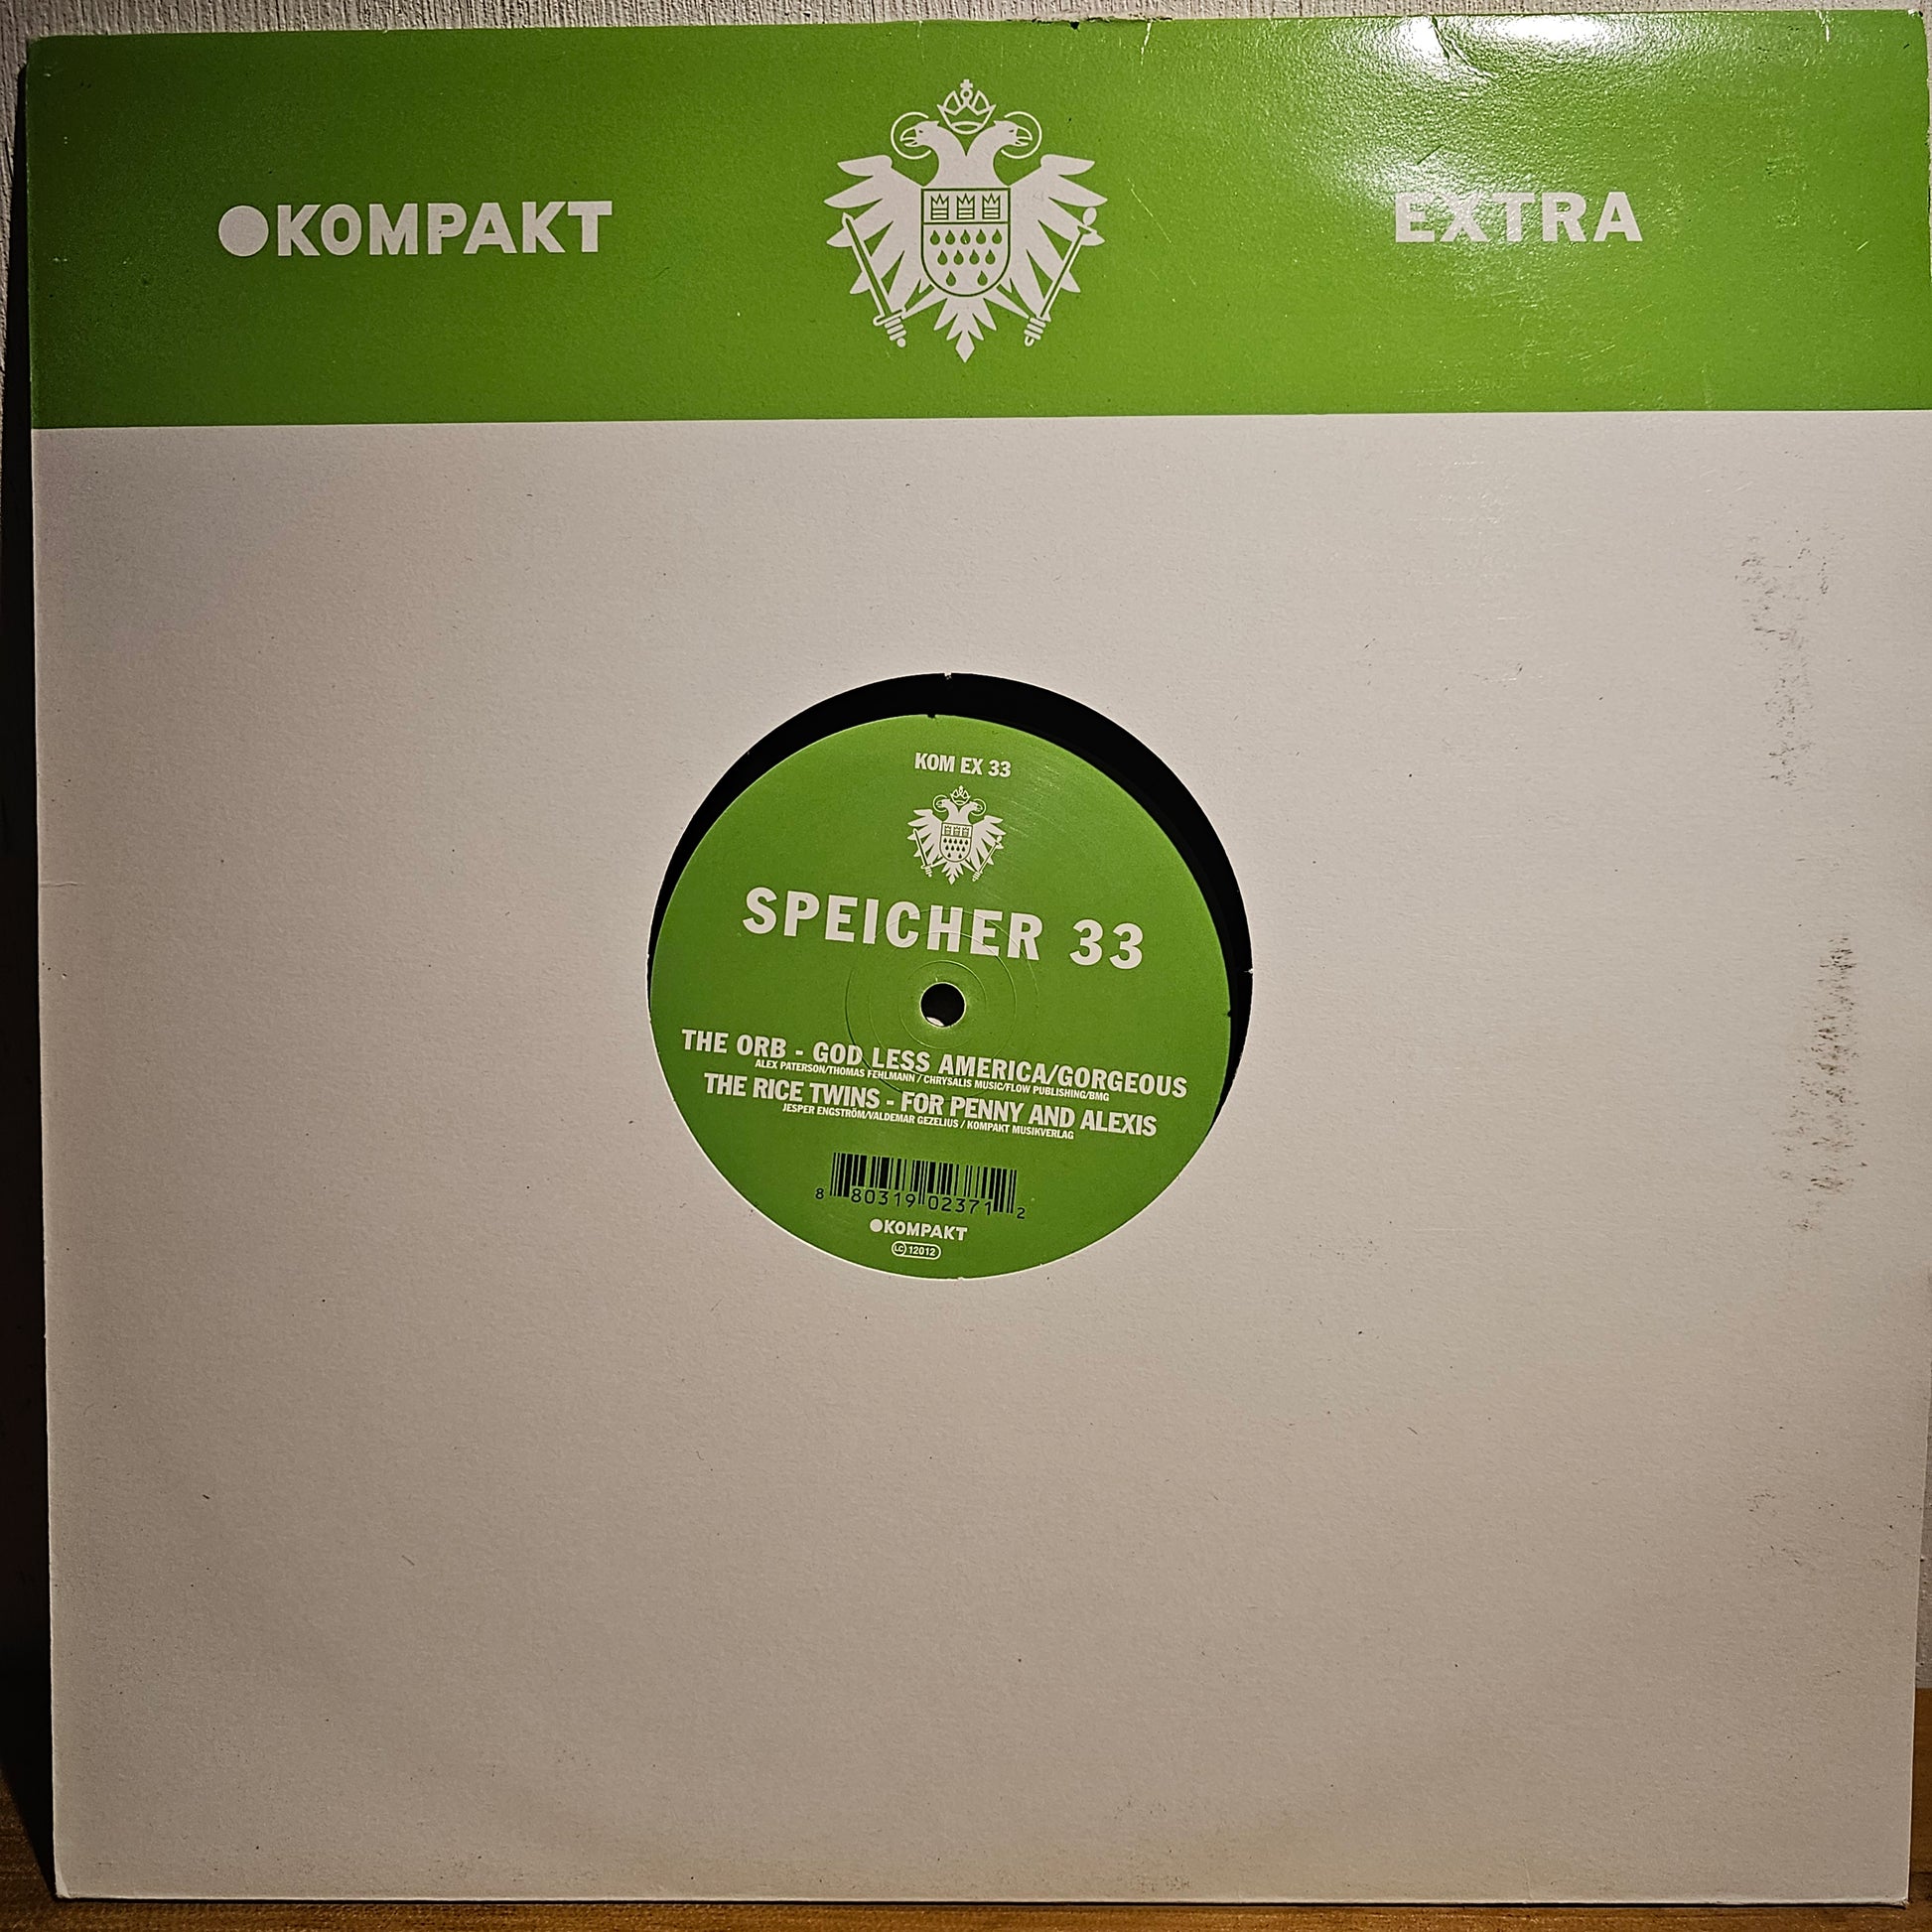 KOMPAKT
EXTRA
KOM EX 33
SPEICHER 33
THE ORB - GOD LESS AMERICA/GORGEOUS
ALEX PATERSON/THOMAS FEHLMANN / CHRYSALIS MUSIC/FLOW PUBLISHING/BMG
THE RICE TWINS - FOR PENNY AND ALEXIS
JESPER ENGSTRÖM/VALDEMAR GEZELIUS / KOMPAKT MUSIKVERLAG
8 80319 02371 2
KOMPAKT
LC 12012